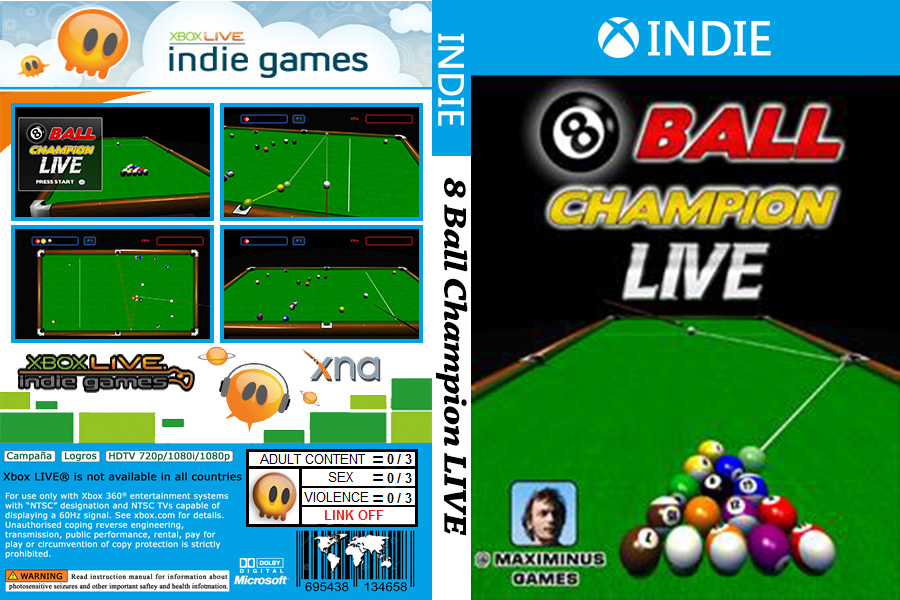 XBOX LIVE
indie games
8 BALL
CHAMPION
LIVE
PRESS START
P1
CPU
P1
CPU
CPU
XBOX LIVE
indie games
xna
Campaña Logros HDTV 720p/1080i/1080p
Xbox LIVE® is not available in all countries
For use only with Xbox 360® entertainment systems
with "NTSC" designation and NTSC TVs capable of
displaying a 60Hz signal. See xbox.com for details.
Unauthorised coping reverse engineering,
transmission, public performance, rental, pay for
play or circumvention of copy protection is strictly
prohibited.
WARNING Read instruction manual for information about
photosensitive seizures and other important saftey and health infotmation.
ADULT CONTENT = 0 / 3
SEX = 0 / 3
VIOLENCE = 0 / 3
LINK OFF
DOLBY
DIGITAL
Microsoft
695438 134658
INDIE
8 Ball Champion LIVE
INDIE
8 BALL
CHAMPION
LIVE
@ MAXIMINUS
GAMES